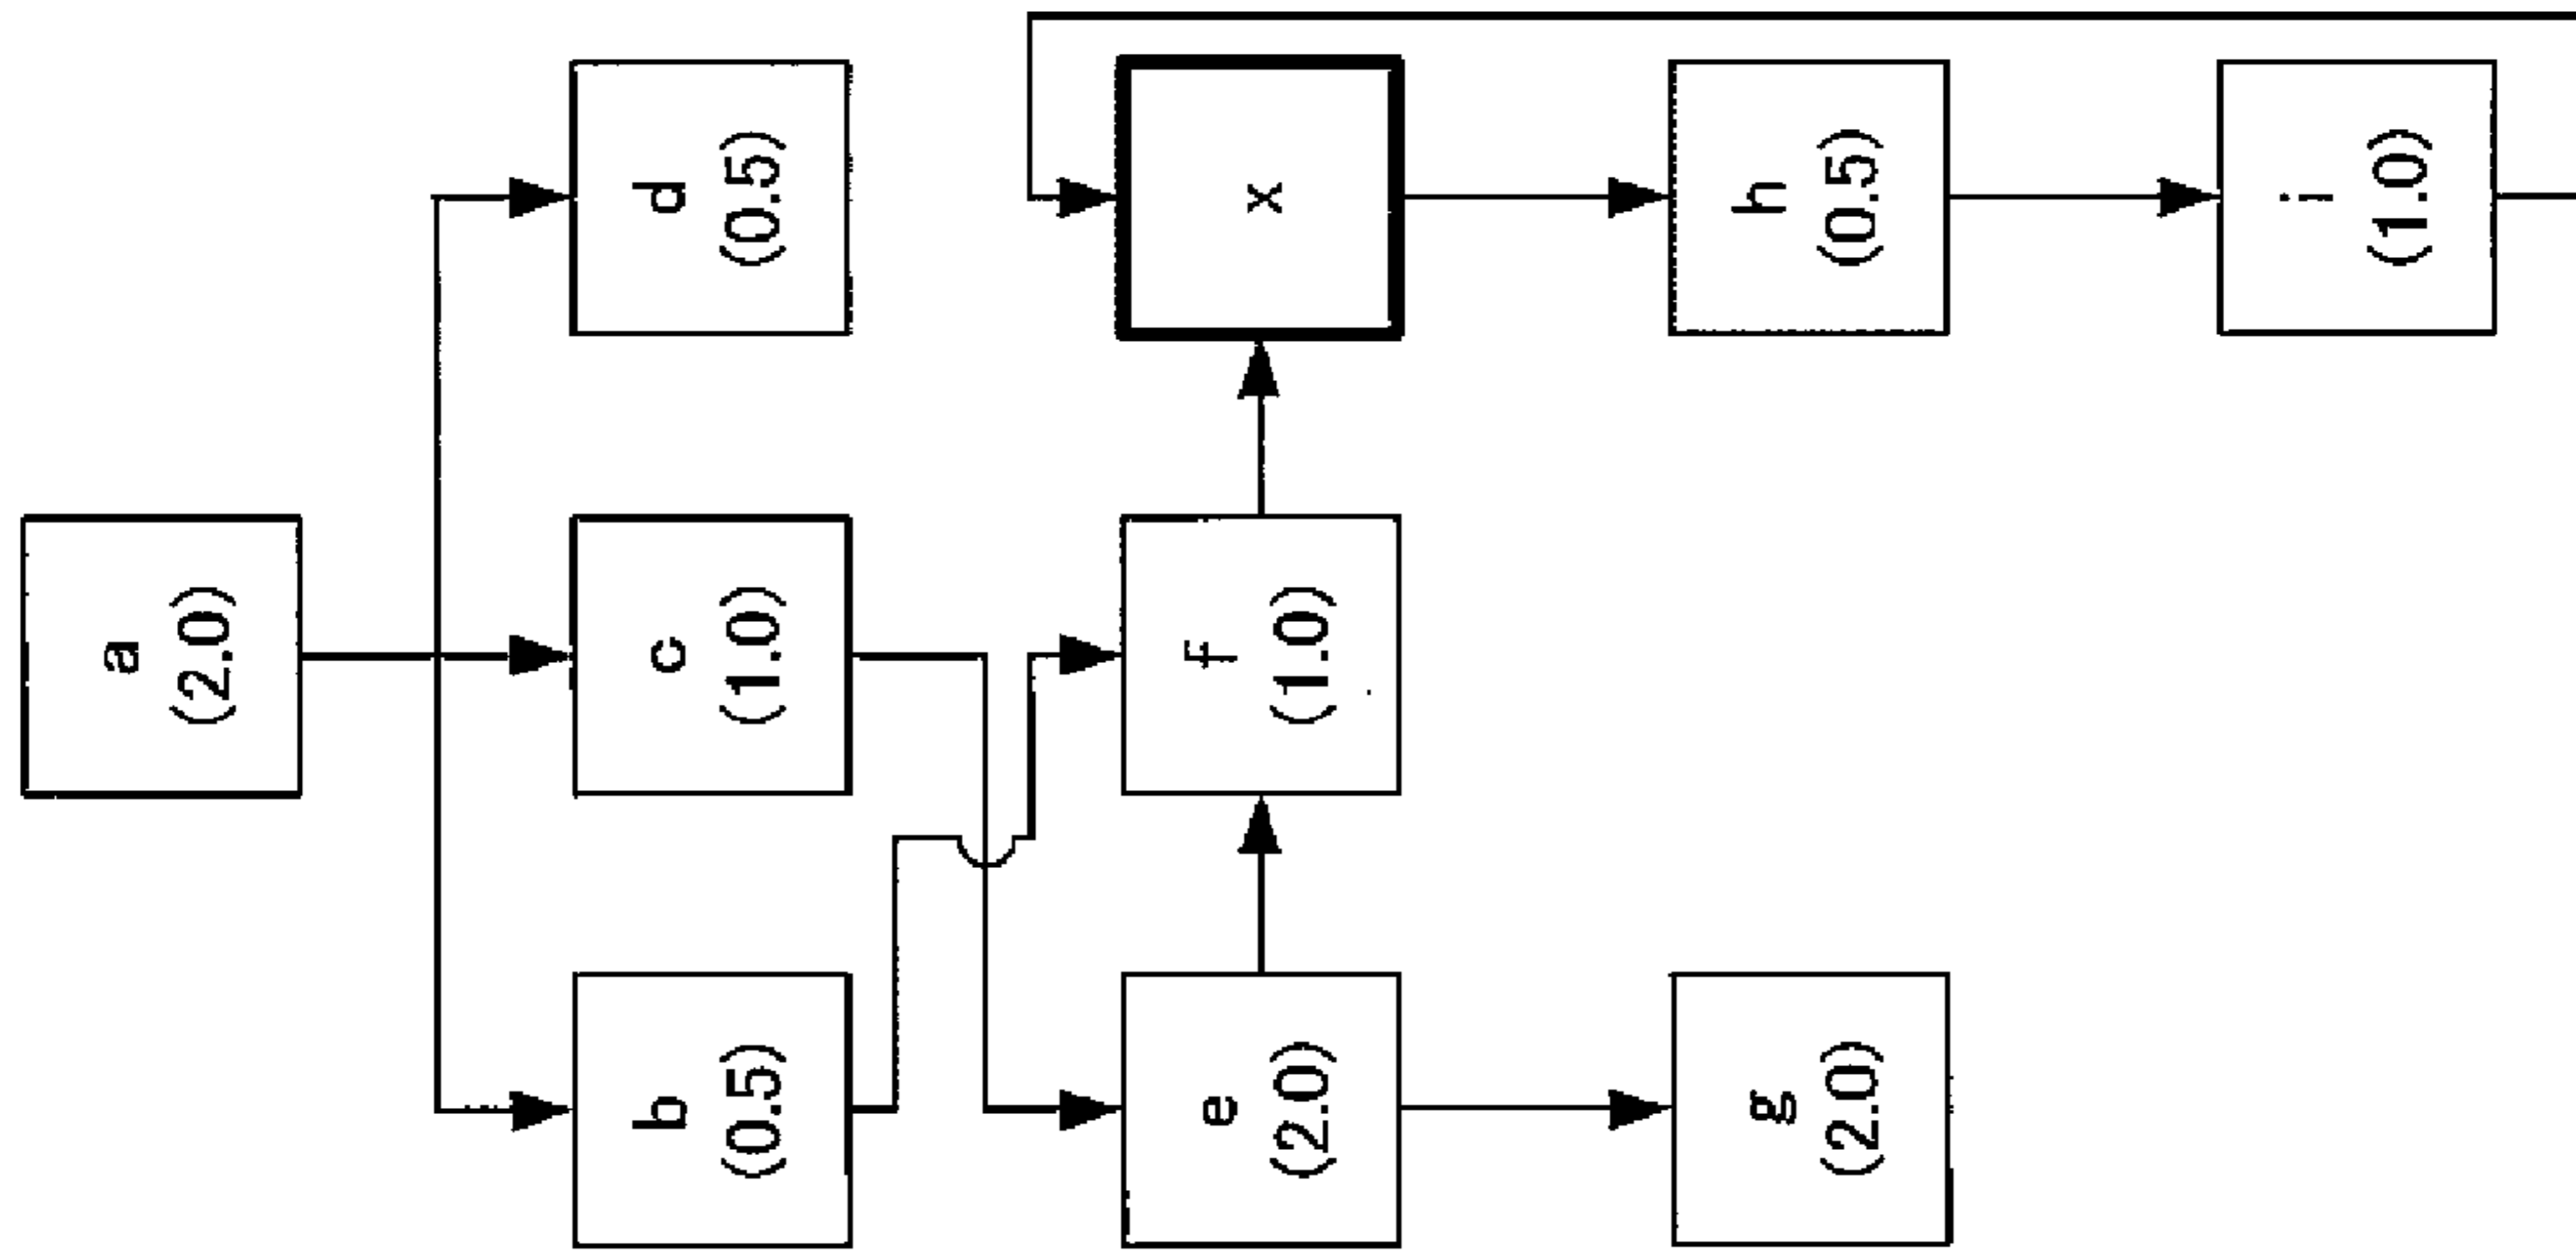 a
(2.0)
b
(0.5)
c
(1.0)
d
(0.5)
e
(2.0)
f
(1.0)
x
g
(2.0)
h
(0.5)
i
(1.0)